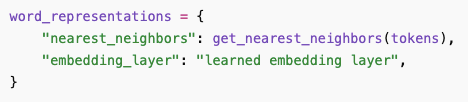 word_representations = {
    "nearest_neighbors": get_nearest_neighbors(tokens),
    "embedding_layer": "learned embedding layer",
}